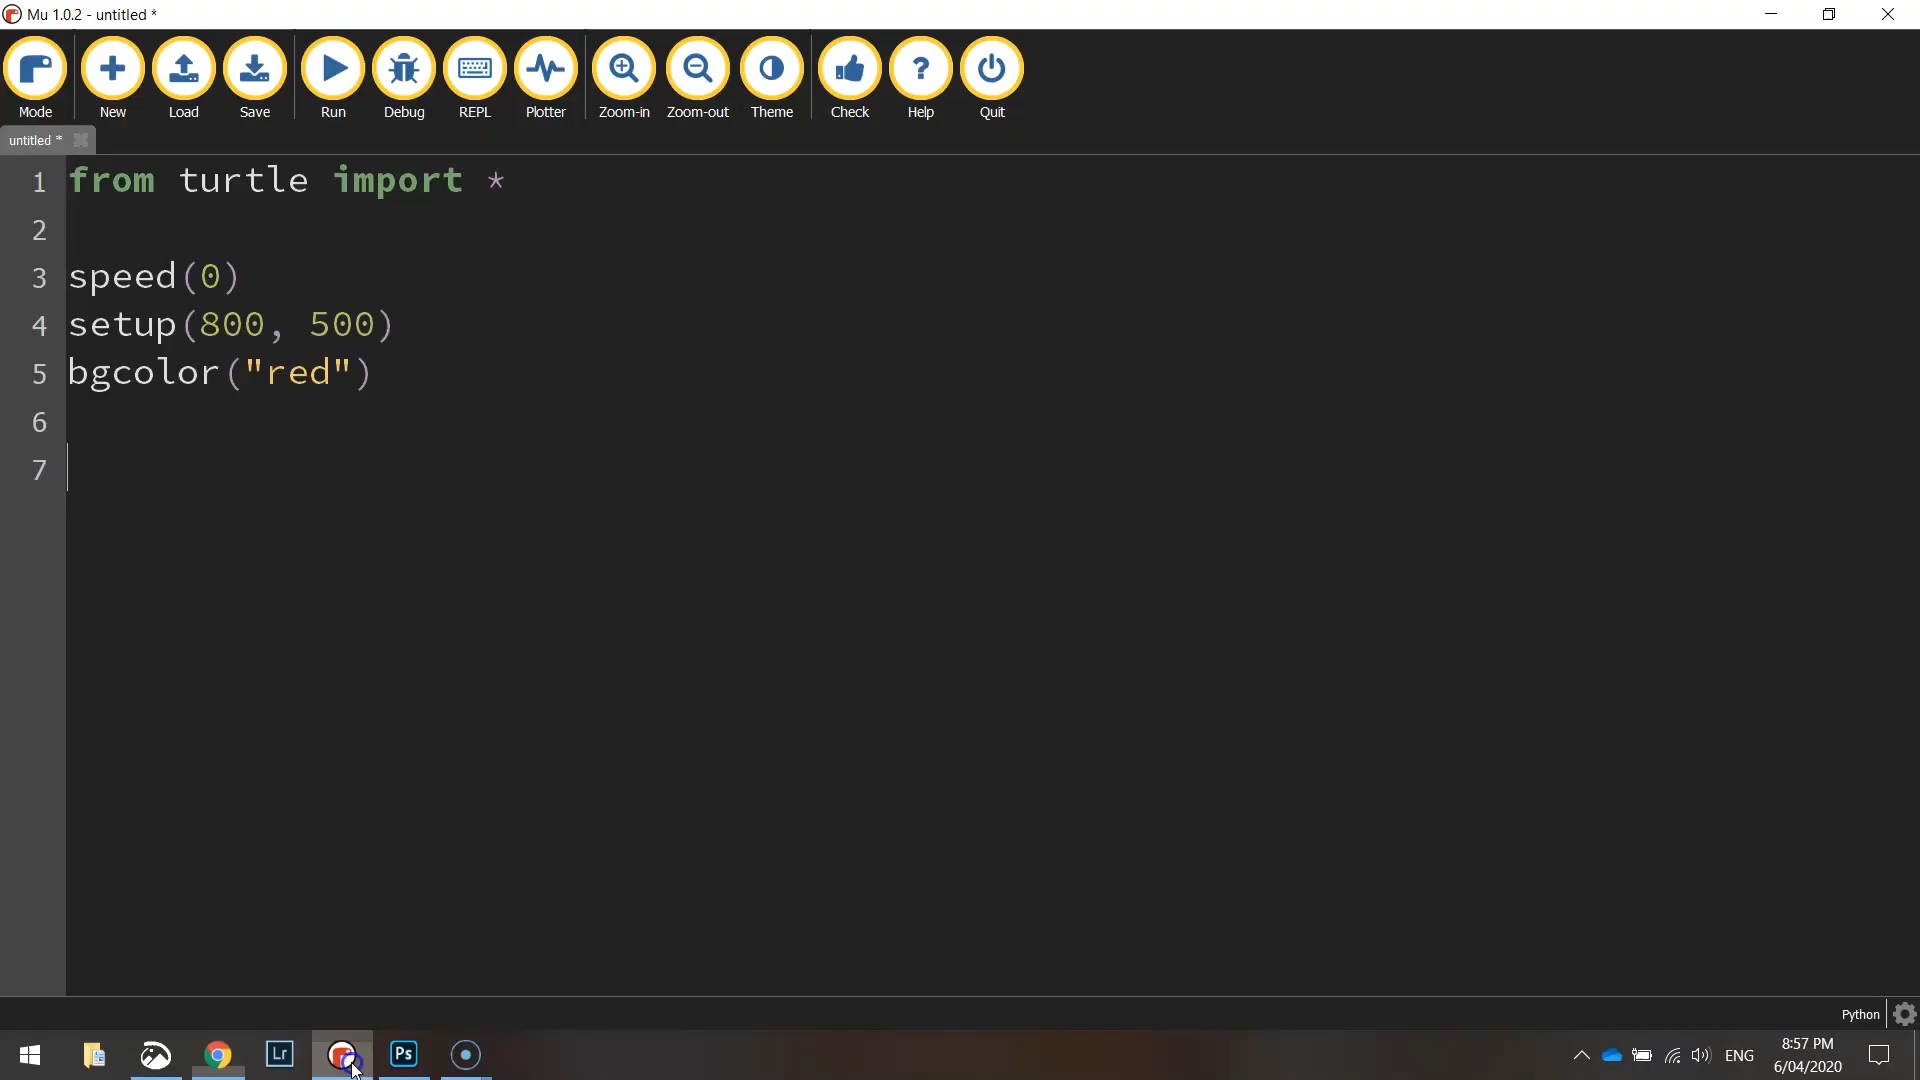 Mu 1.0.2 - untitled *
Mode New Load Save Run Debug REPL Plotter Zoom-in Zoom-out Theme Check Help Quit
untitled *
1 from turtle import *
2
3 speed(0)
4 setup(800, 500)
5 bgcolor("red")
6
7
Python
Lr Ps ENG 8:57 PM
6/04/2020